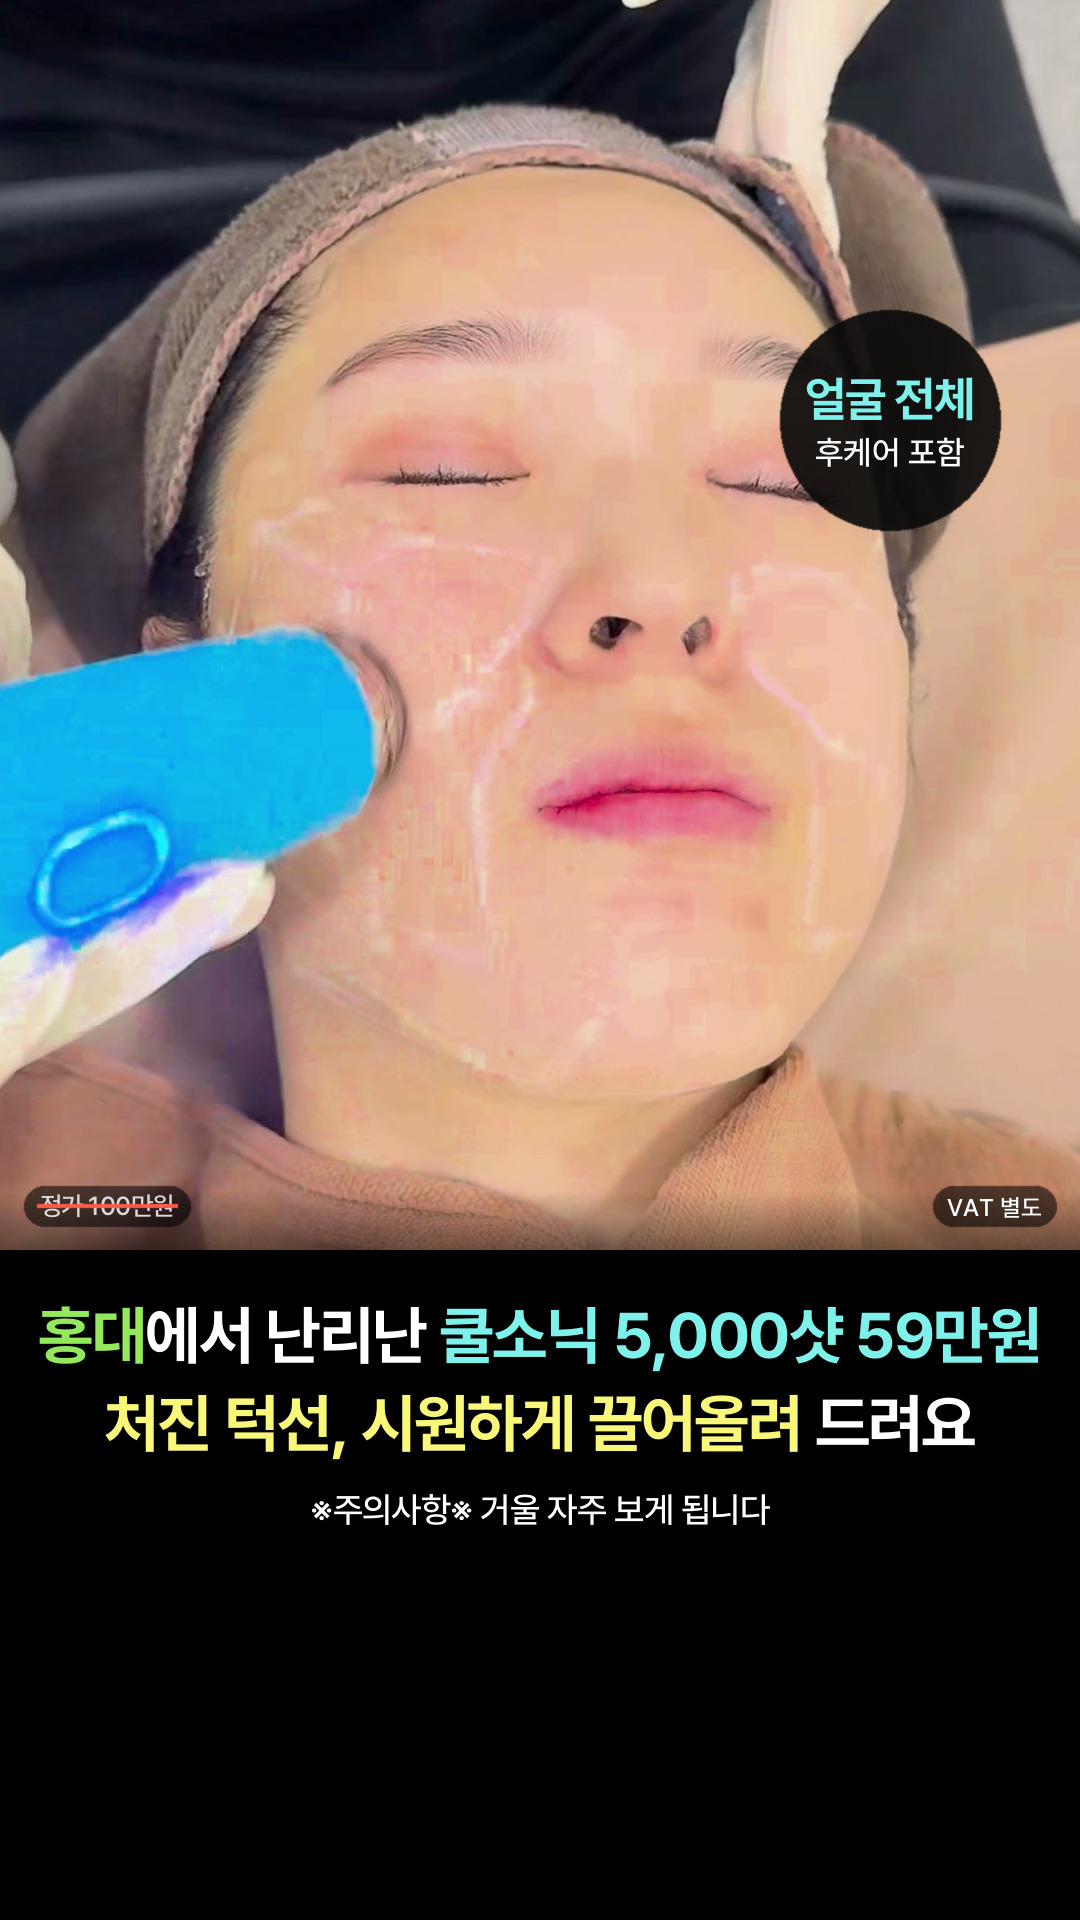 얼굴 전체
후케어 포함
정가 100만원
VAT 별도
홍대에서 난리난 쿨소닉 5,000샷 59만원
처진 턱선, 시원하게 끌어올려 드려요
※주의사항※ 거울 자주 보게 됩니다